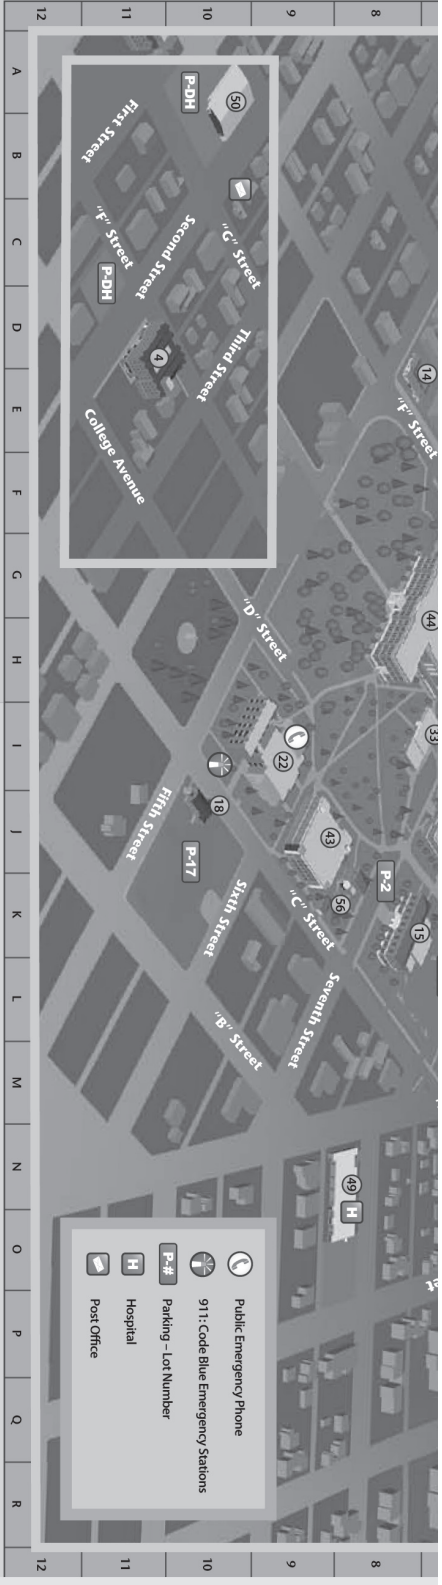 A
B
C
D
E
F
G
H
I
J
K
L
M
N
O
P
Q
R
8
8
9
9
10
10
11
11
12
12
14
"F" Street
44
33
15
P-2
56
43
22
"D" Street
"C" Street
Seventh Street
18
P-17
Sixth Street
"B" Street
Fifth Street
49
H
50
P-DH
"G" Street
Third Street
Second Street
First Street
"F" Street
P-DH
4
College Avenue
Public Emergency Phone
911: Code Blue Emergency Stations
P-#
Parking – Lot Number
H
Hospital
Post Office